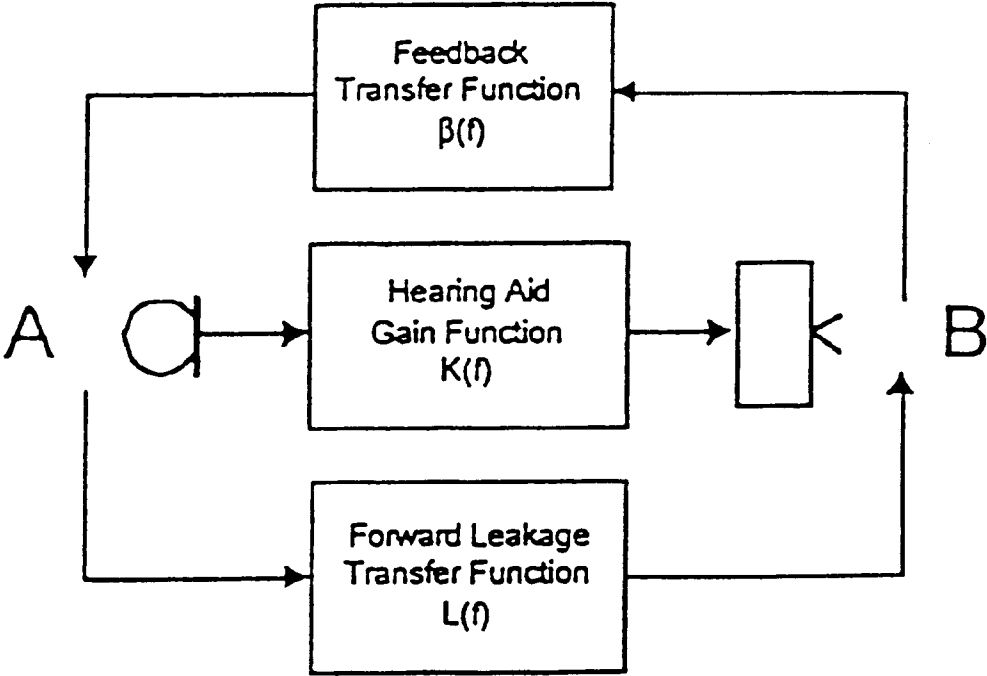 Feedback
Transfer Function
β(f)
A
Hearing Aid
Gain Function
K(f)
B
Forward Leakage
Transfer Function
L(f)